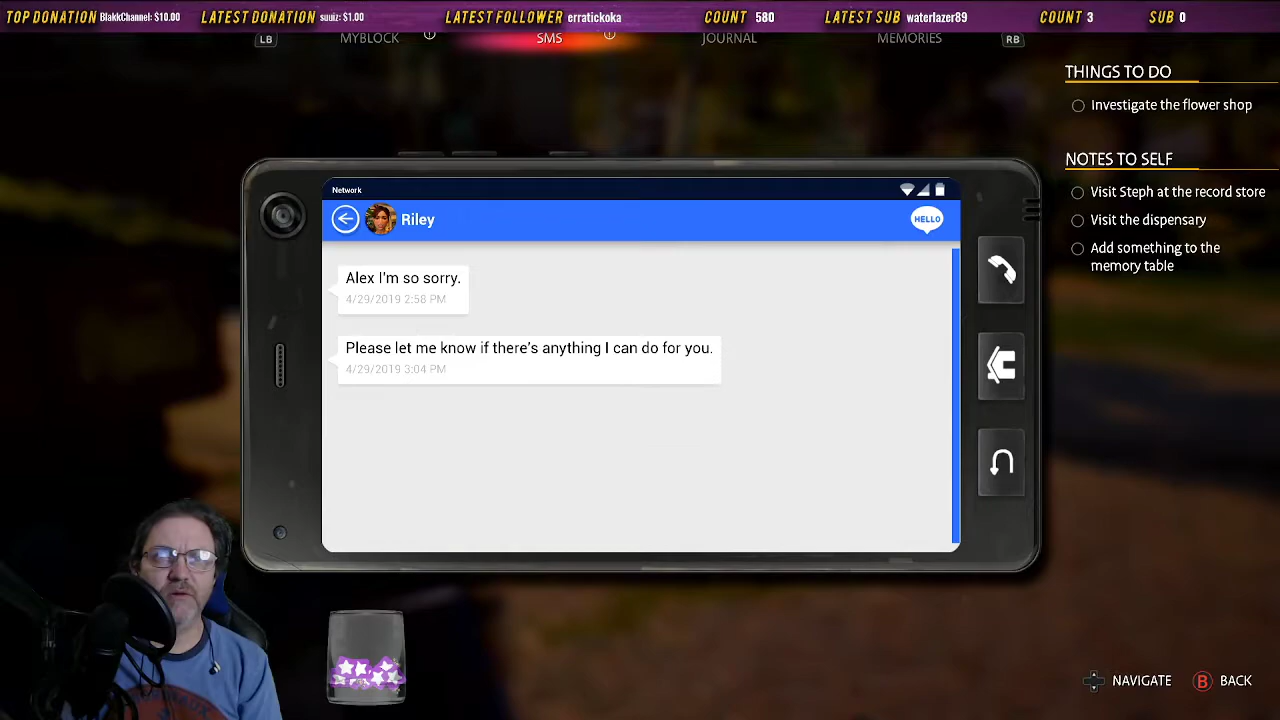 TOP DONATION BlakkChannel: $10.00 LATEST DONATION suuiz: $1.00 LATEST FOLLOWER erratickoka COUNT 580 LATEST SUB waterlazer89 COUNT 3 SUB 0
LB MYBLOCK SMS JOURNAL MEMORIES RB
THINGS TO DO
Investigate the flower shop
NOTES TO SELF
Visit Steph at the record store
Visit the dispensary
Add something to the
memory table
Network
Riley
HELLO
Alex I'm so sorry.
4/29/2019 2:58 PM
Please let me know if there's anything I can do for you.
4/29/2019 3:04 PM
NAVIGATE B BACK